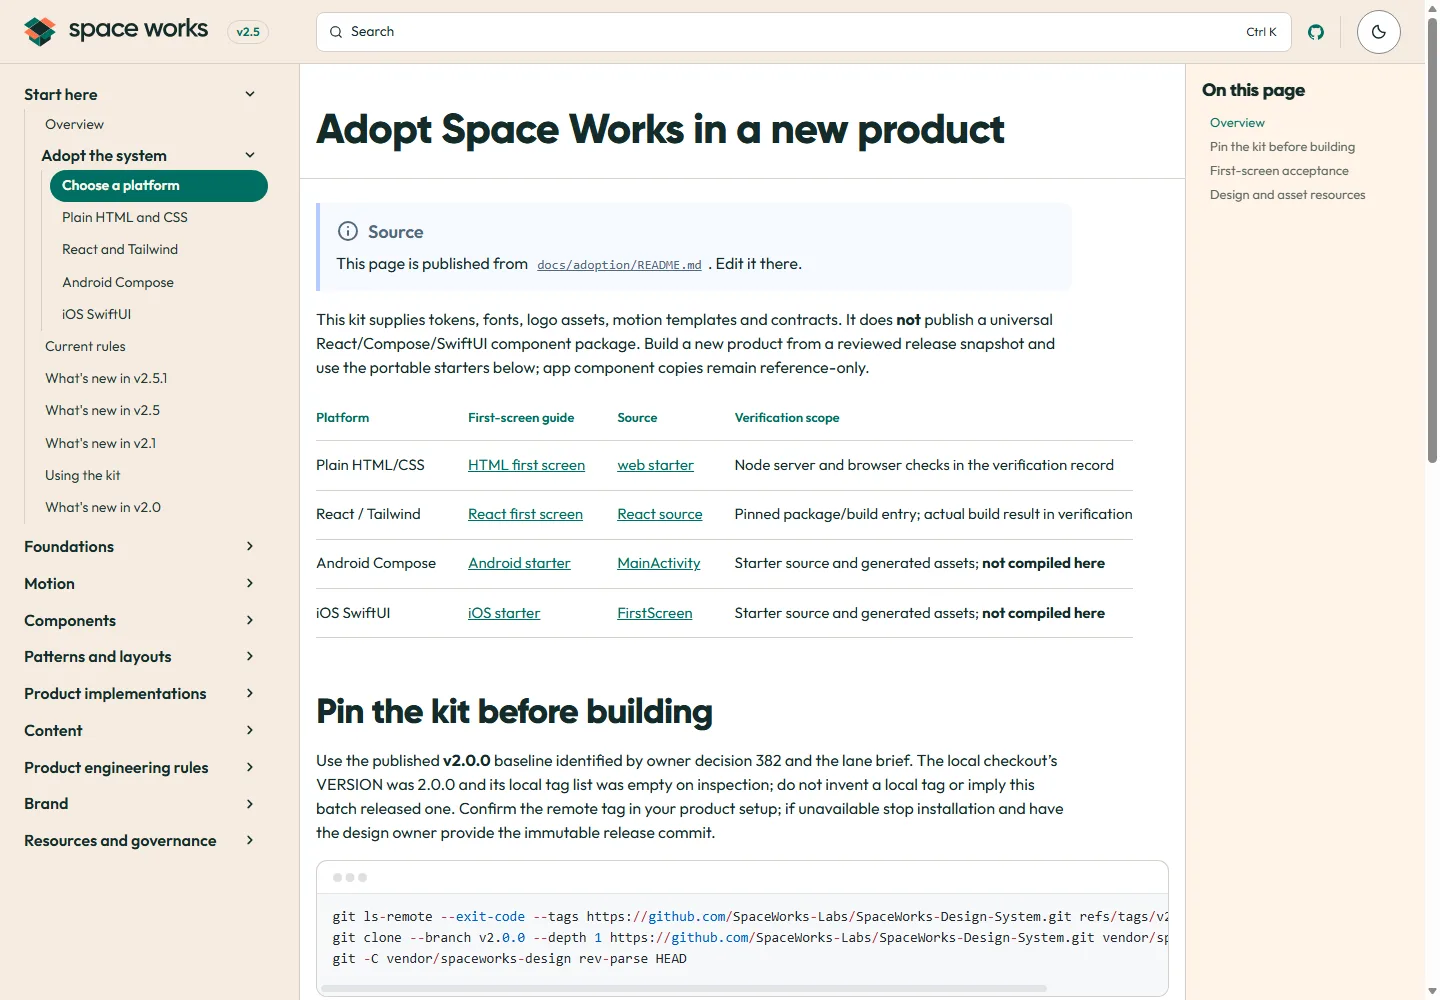 space works
v2.5
Search
Ctrl K
Start here
Overview
Adopt the system
Choose a platform
Plain HTML and CSS
React and Tailwind
Android Compose
iOS SwiftUI
Current rules
What's new in v2.5.1
What's new in v2.5
What's new in v2.1
Using the kit
What's new in v2.0
Foundations
Motion
Components
Patterns and layouts
Product implementations
Content
Product engineering rules
Brand
Resources and governance
Adopt Space Works in a new product
Source
This page is published from docs/adoption/README.md . Edit it there.
This kit supplies tokens, fonts, logo assets, motion templates and contracts. It does not publish a universal
React/Compose/SwiftUI component package. Build a new product from a reviewed release snapshot and
use the portable starters below; app component copies remain reference-only.
Platform First-screen guide Source Verification scope
Plain HTML/CSS HTML first screen web starter Node server and browser checks in the verification record
React / Tailwind React first screen React source Pinned package/build entry; actual build result in verification
Android Compose Android starter MainActivity Starter source and generated assets; not compiled here
iOS SwiftUI iOS starter FirstScreen Starter source and generated assets; not compiled here
Pin the kit before building
Use the published v2.0.0 baseline identified by owner decision 382 and the lane brief. The local checkout's
VERSION was 2.0.0 and its local tag list was empty on inspection; do not invent a local tag or imply this
batch released one. Confirm the remote tag in your product setup; if unavailable stop installation and have
the design owner provide the immutable release commit.
git ls-remote --exit-code --tags https://github.com/SpaceWorks-Labs/SpaceWorks-Design-System.git refs/tags/v2
git clone --branch v2.0.0 --depth 1 https://github.com/SpaceWorks-Labs/SpaceWorks-Design-System.git vendor/sp
git -C vendor/spaceworks-design rev-parse HEAD
On this page
Overview
Pin the kit before building
First-screen acceptance
Design and asset resources